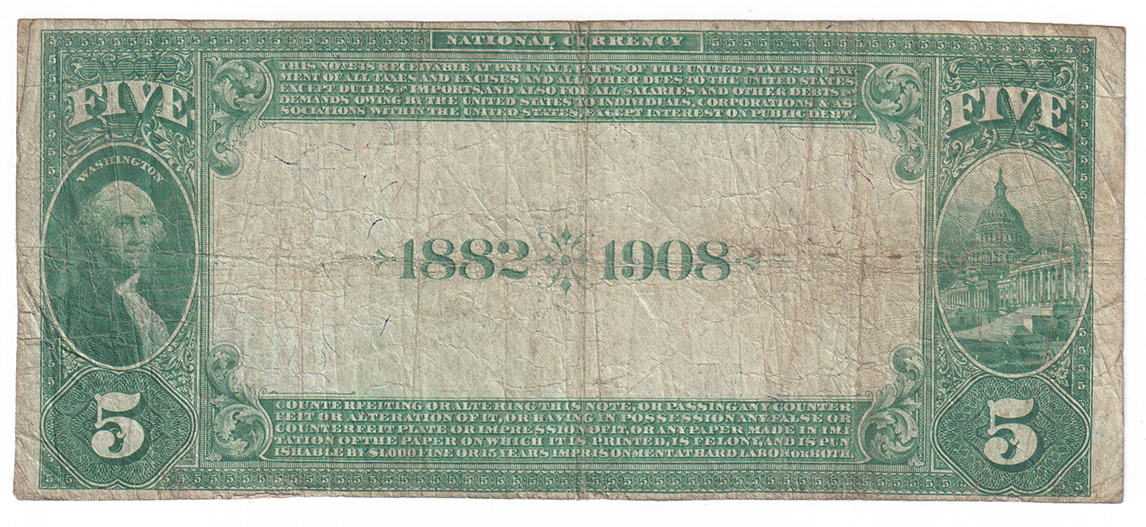 NATIONAL CURRENCY
THIS NOTE IS RECEIVABLE AT PAR IN ALL PARTS OF THE UNITED STATES, IN PAY
MENT OF ALL TAXES AND EXCISES AND ALL OTHER DUES TO THE UNITED STATES
EXCEPT DUTIES ON IMPORTS, AND ALSO FOR ALL SALARIES AND OTHER DEBTS &
DEMANDS OWING BY THE UNITED STATES TO INDIVIDUALS, CORPORATIONS & AS
SOCIATIONS WITHIN THE UNITED STATES, EXCEPT INTEREST ON PUBLIC DEBT.
FIVE
FIVE
WASHINGTON
1882 1908
COUNTERFEITING OR ALTERING THIS NOTE, OR PASSING ANY COUNTER
FEIT OR ALTERATION OF IT, OR HAVING IN POSSESSION ANY FALSE OR
COUNTERFEIT PLATE OR IMPRESSION OF IT, OR ANY PAPER MADE IN IMI
TATION OF THE PAPER ON WHICH IT IS PRINTED, IS FELONY, AND IS PUN
ISHABLE BY $1,000 FINE OR 15 YEARS IMPRISONMENT AT HARD LABOR OR BOTH.
5
5